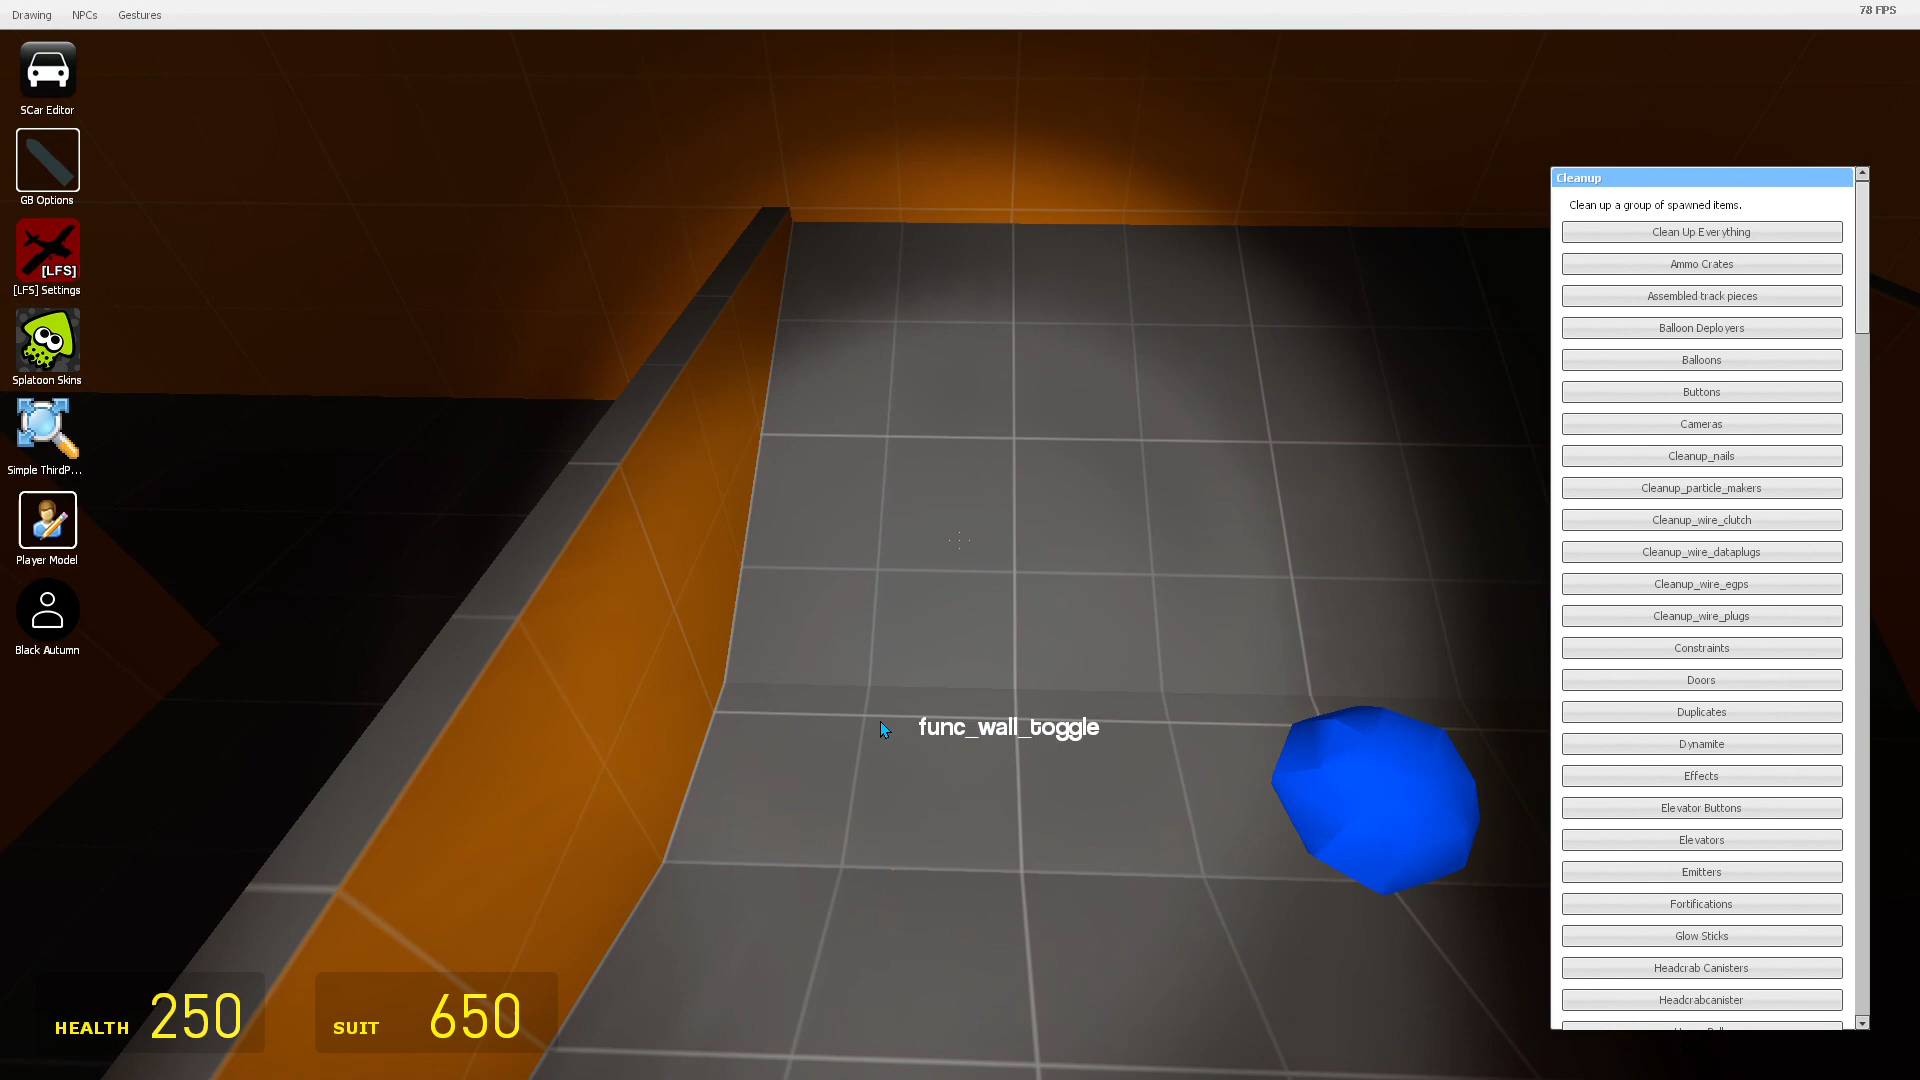 Drawing NPCs Gestures
78 FPS
SCar Editor
GB Options
[LFS]
[LFS] Settings
Splatoon Skins
Simple ThirdP...
Player Model
Black Autumn
func_wall_toggle
HEALTH 250
SUIT 650
Cleanup
Clean up a group of spawned items.
Clean Up Everything
Ammo Crates
Assembled track pieces
Balloon Deployers
Balloons
Buttons
Cameras
Cleanup_nails
Cleanup_particle_makers
Cleanup_wire_clutch
Cleanup_wire_dataplugs
Cleanup_wire_egps
Cleanup_wire_plugs
Constraints
Doors
Duplicates
Dynamite
Effects
Elevator Buttons
Elevators
Emitters
Fortifications
Glow Sticks
Headcrab Canisters
Headcrabcanister